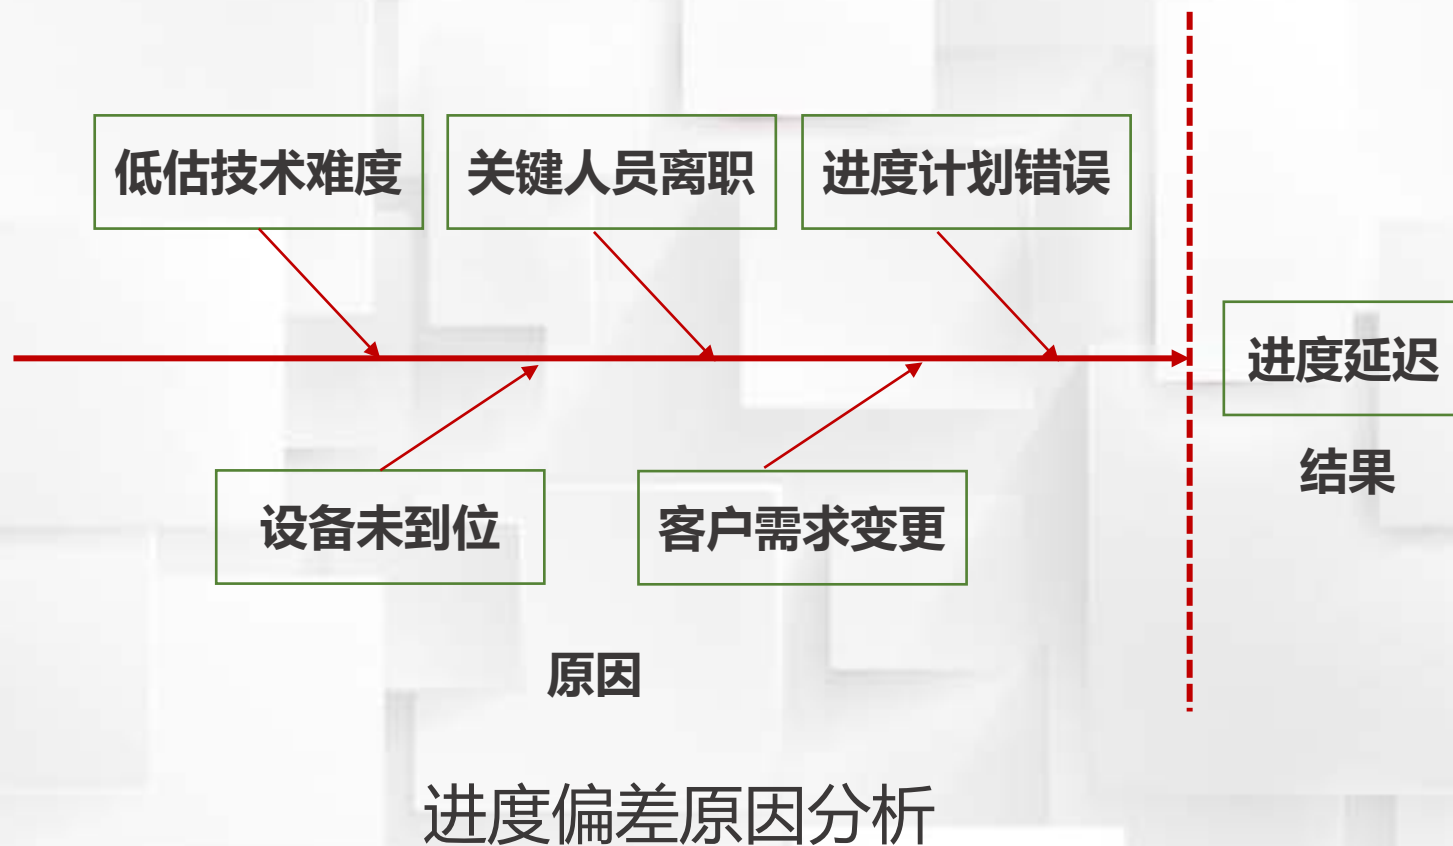 低估技术难度
关键人员离职
进度计划错误
进度延迟
结果
设备未到位
客户需求变更
原因
进度偏差原因分析